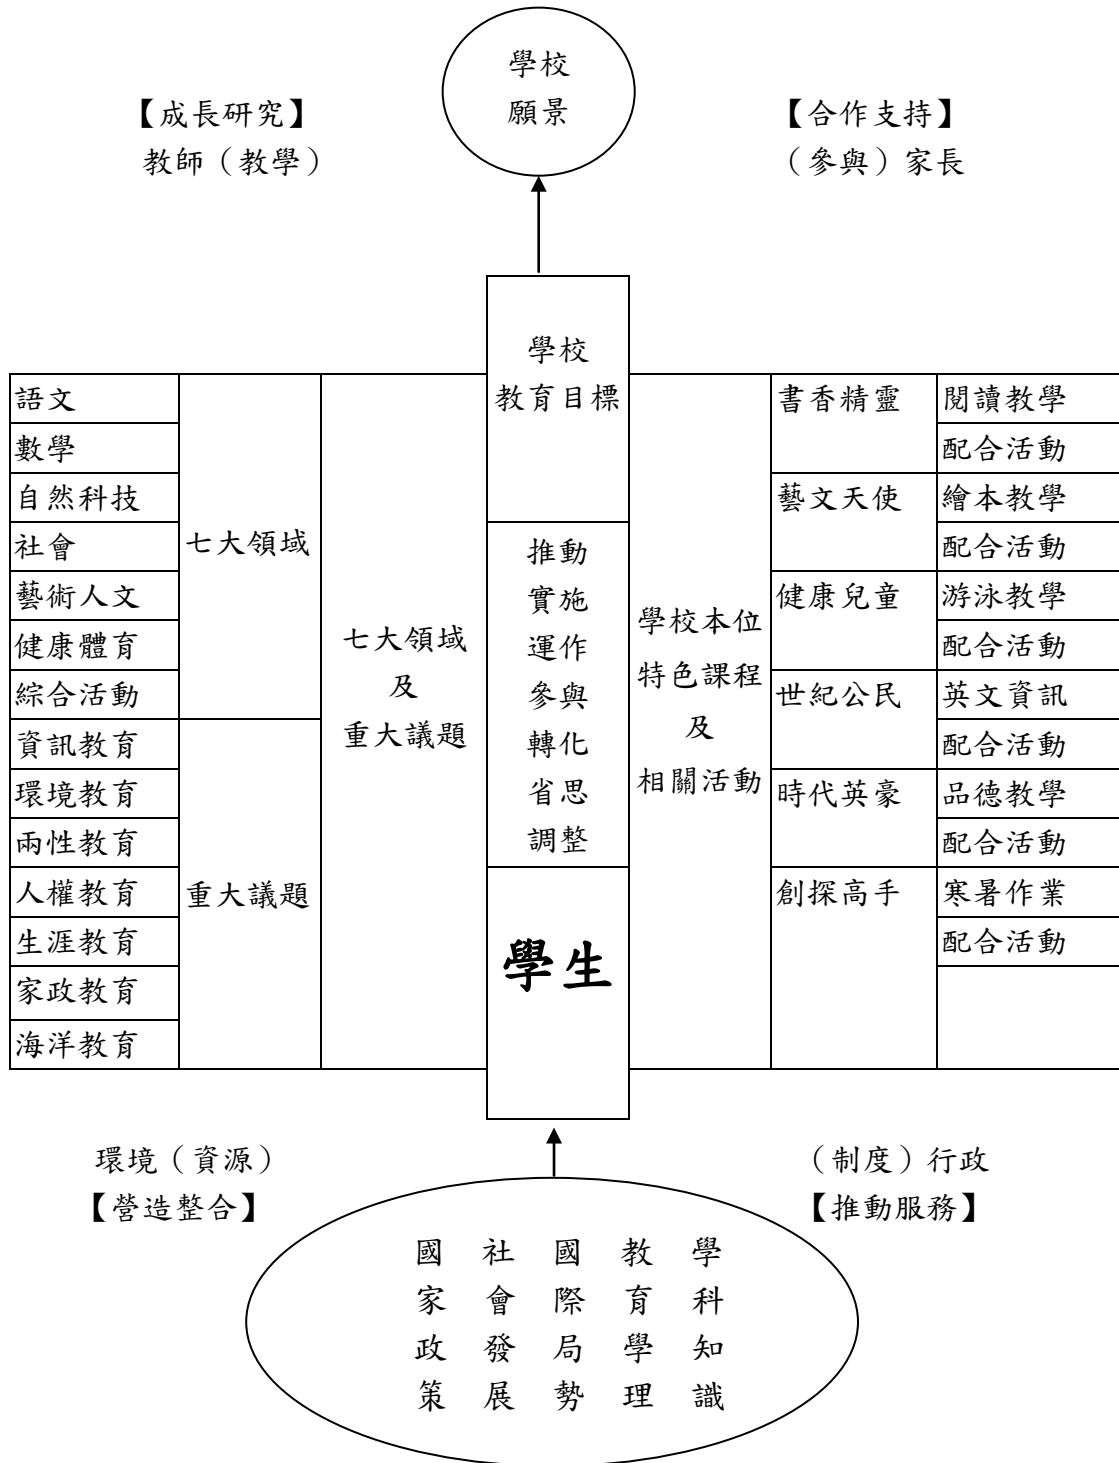 學校
願景
【成長研究】
教師（教學）
【合作支持】
（參與）家長
學校
教育目標
語文
數學
自然科技
社會
藝術人文
健康體育
綜合活動
資訊教育
環境教育
兩性教育
人權教育
生涯教育
家政教育
海洋教育
七大領域
重大議題
七大領域
及
重大議題
推動
實施
運作
參與
轉化
省思
調整
學生
學校本位
特色課程
及
相關活動
書香精靈
藝文天使
健康兒童
世紀公民
時代英豪
創探高手
閱讀教學
配合活動
繪本教學
配合活動
游泳教學
配合活動
英文資訊
配合活動
品德教學
配合活動
寒暑作業
配合活動
環境（資源）
【營造整合】
（制度）行政
【推動服務】
國家政策
社會發展
國際局勢
教育學理
學科知識